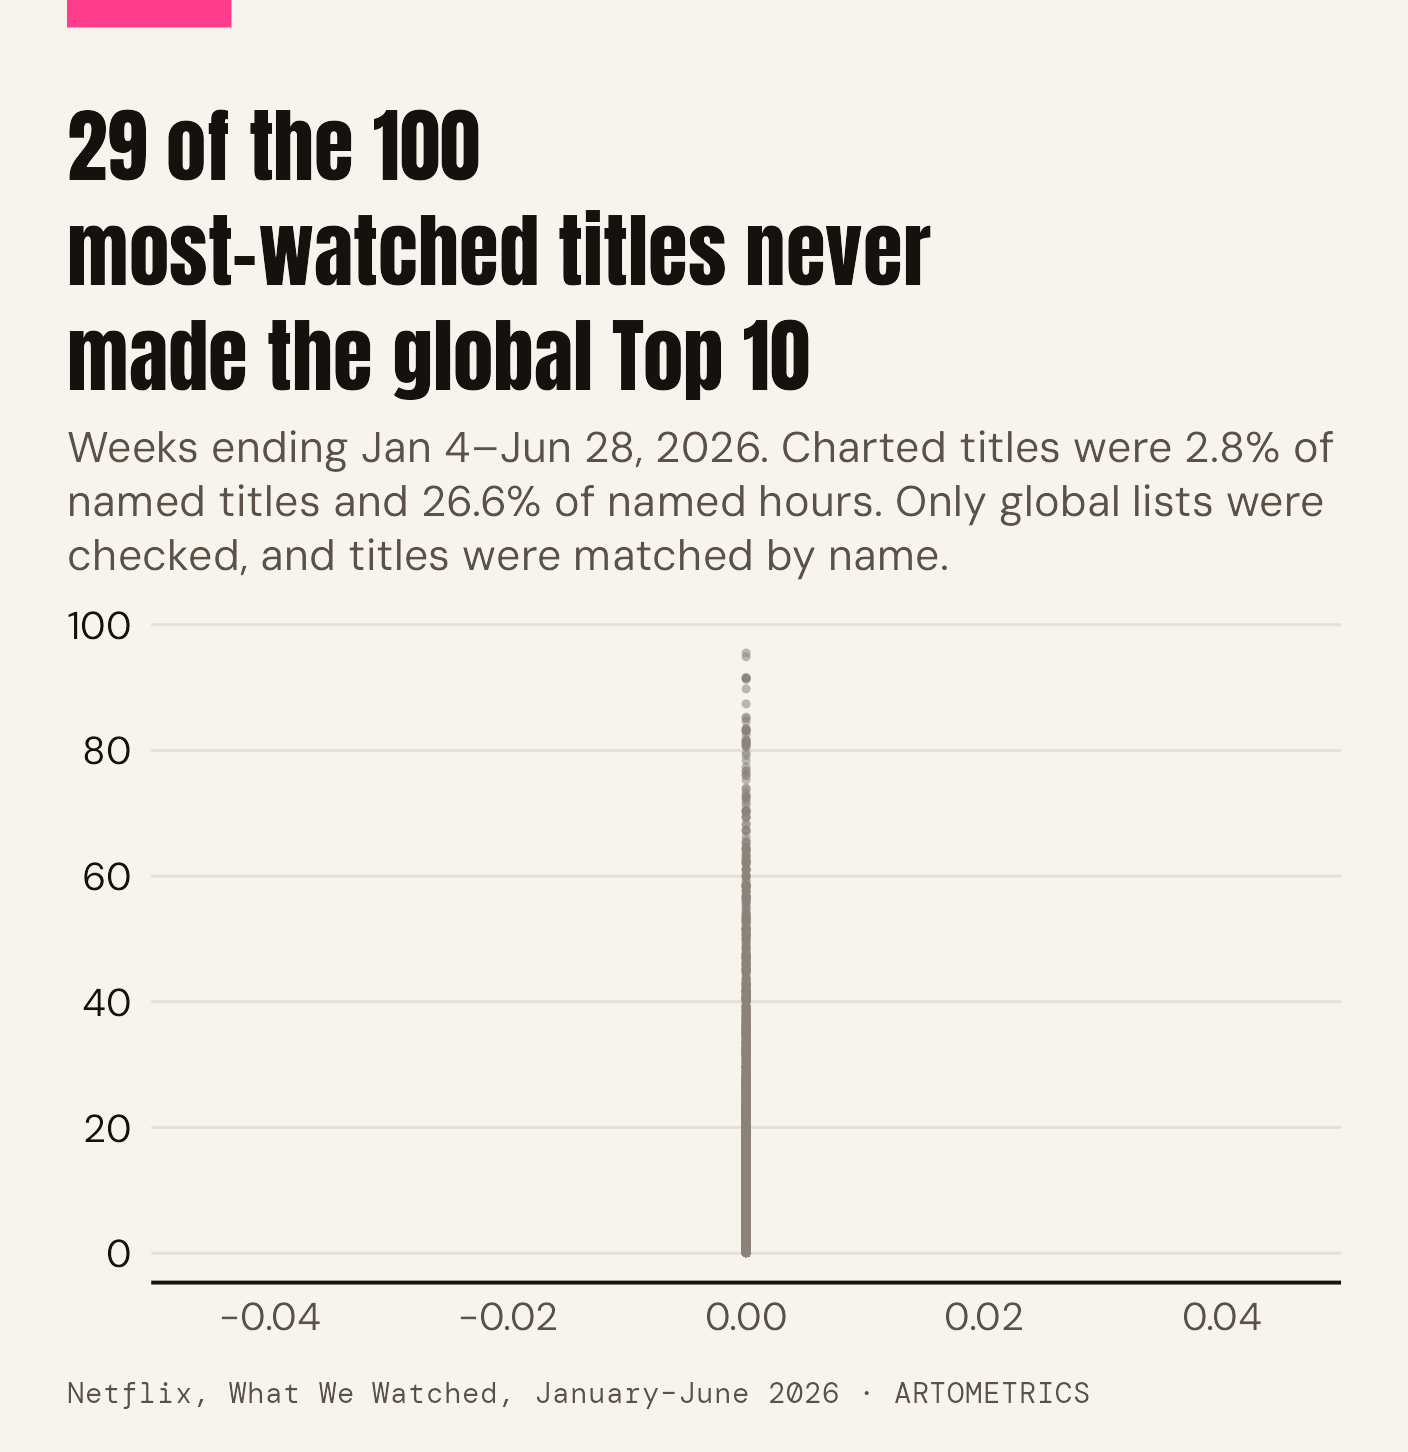 29 of the 100
most-watched titles never
made the global Top 10
Weeks ending Jan 4–Jun 28, 2026. Charted titles were 2.8% of
named titles and 26.6% of named hours. Only global lists were
checked, and titles were matched by name.
100
80
60
40
20
0
−0.04 −0.02 0.00 0.02 0.04
Netflix, What We Watched, January–June 2026 · ARTOMETRICS